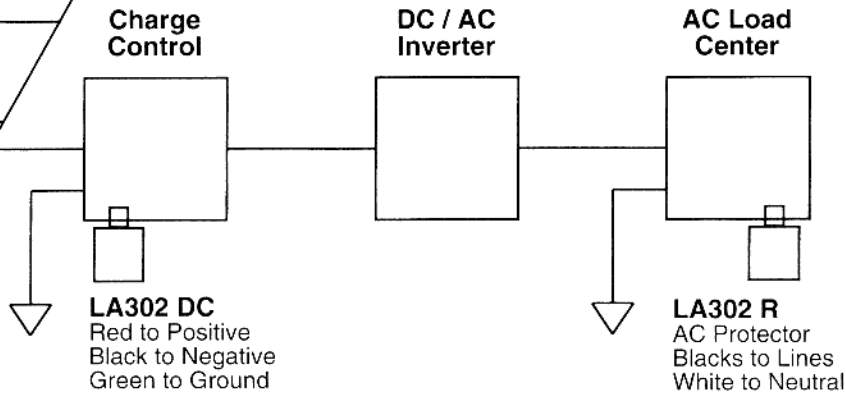 Charge
Control
DC / AC
Inverter
AC Load
Center
LA302 DC
Red to Positive
Black to Negative
Green to Ground
LA302 R
AC Protector
Blacks to Lines
White to Neutral